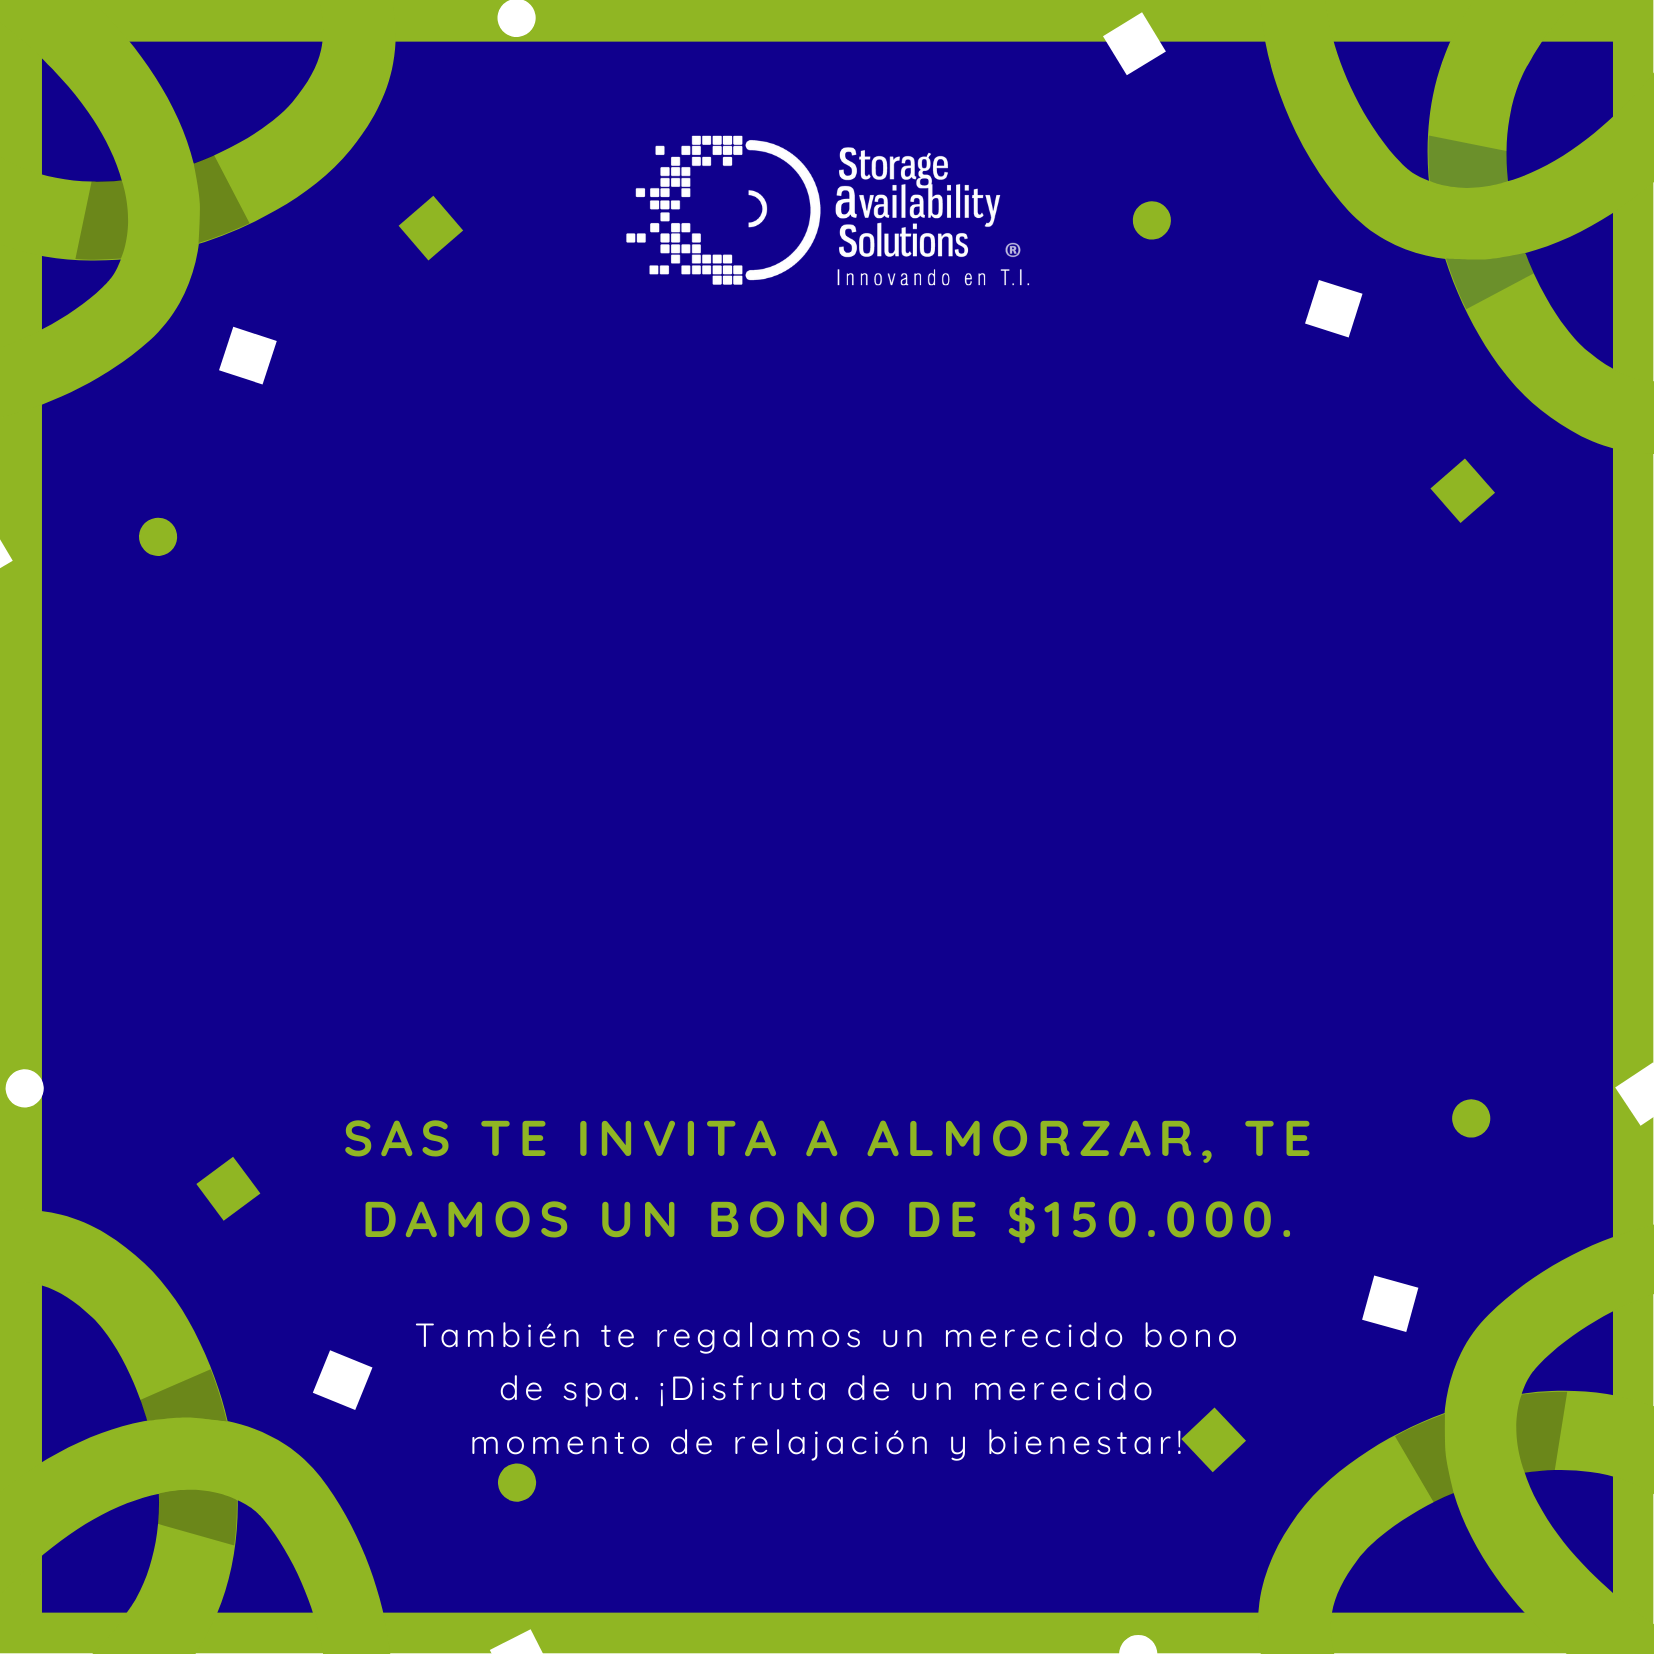 Storage
availability
Solutions ®
Innovando en T.I.
SAS TE INVITA A ALMORZAR, TE
DAMOS UN BONO DE $150.000.
También te regalamos un merecido bono
de spa. ¡Disfruta de un merecido
momento de relajación y bienestar!